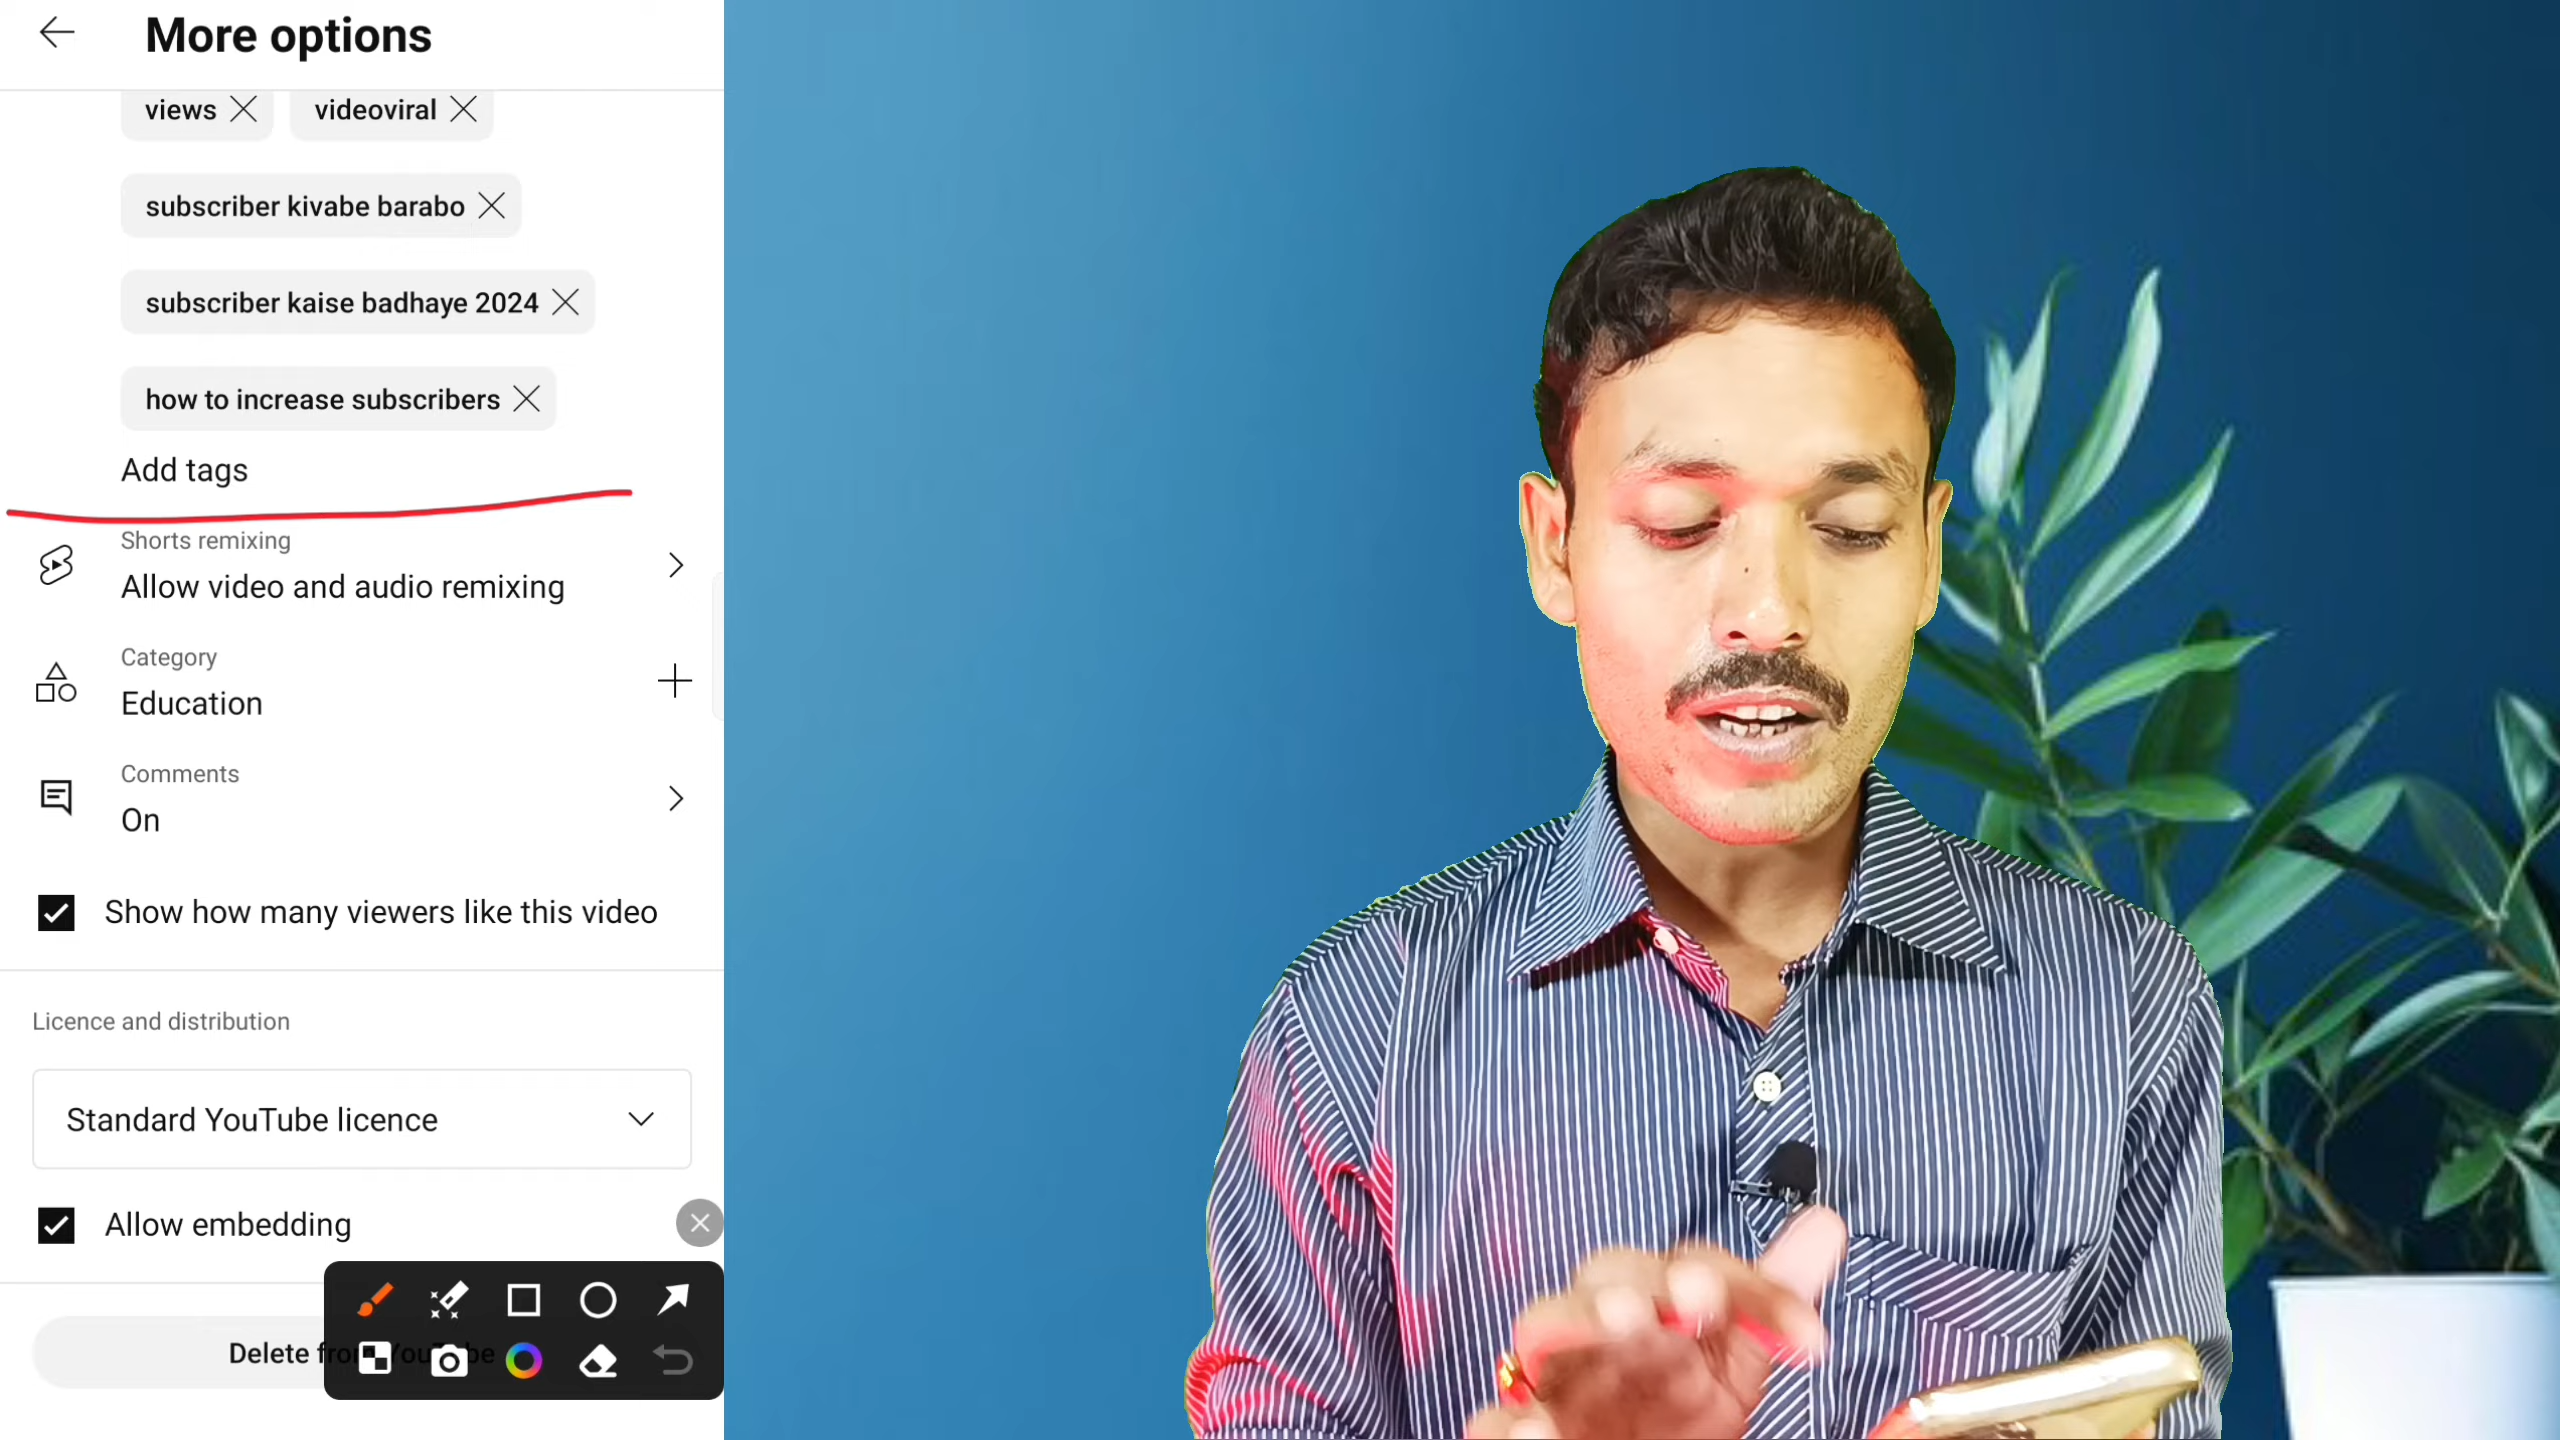 More options
views
videoviral
subscriber kivabe barabo
subscriber kaise badhaye 2024
how to increase subscribers
Add tags
Shorts remixing
Allow video and audio remixing
Category
Education
Comments
On
Show how many viewers like this video
Licence and distribution
Standard YouTube licence
Allow embedding
Delete from YouTube